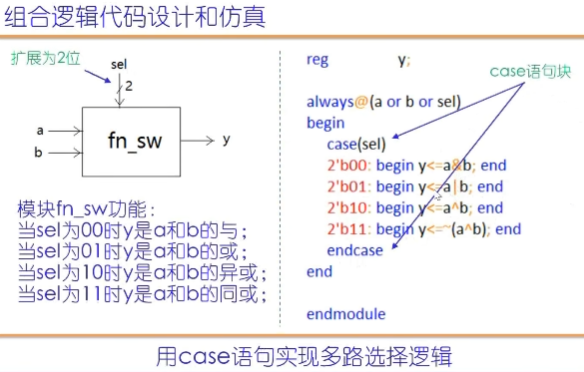 组合逻辑代码设计和仿真
扩展为2位
sel
2
a
b
fn_sw
y
模块fn_sw功能：
当sel为00时y是a和b的与；
当sel为01时y是a和b的或；
当sel为10时y是a和b的异或；
当sel为11时y是a和b的同或；
reg y;
case语句块
always@(a or b or sel)
begin
case(sel)
2'b00: begin y<=a&b; end
2'b01: begin y<=a|b; end
2'b10: begin y<=a^b; end
2'b11: begin y<=~(a^b); end
endcase
end
endmodule
用case语句实现多路选择逻辑